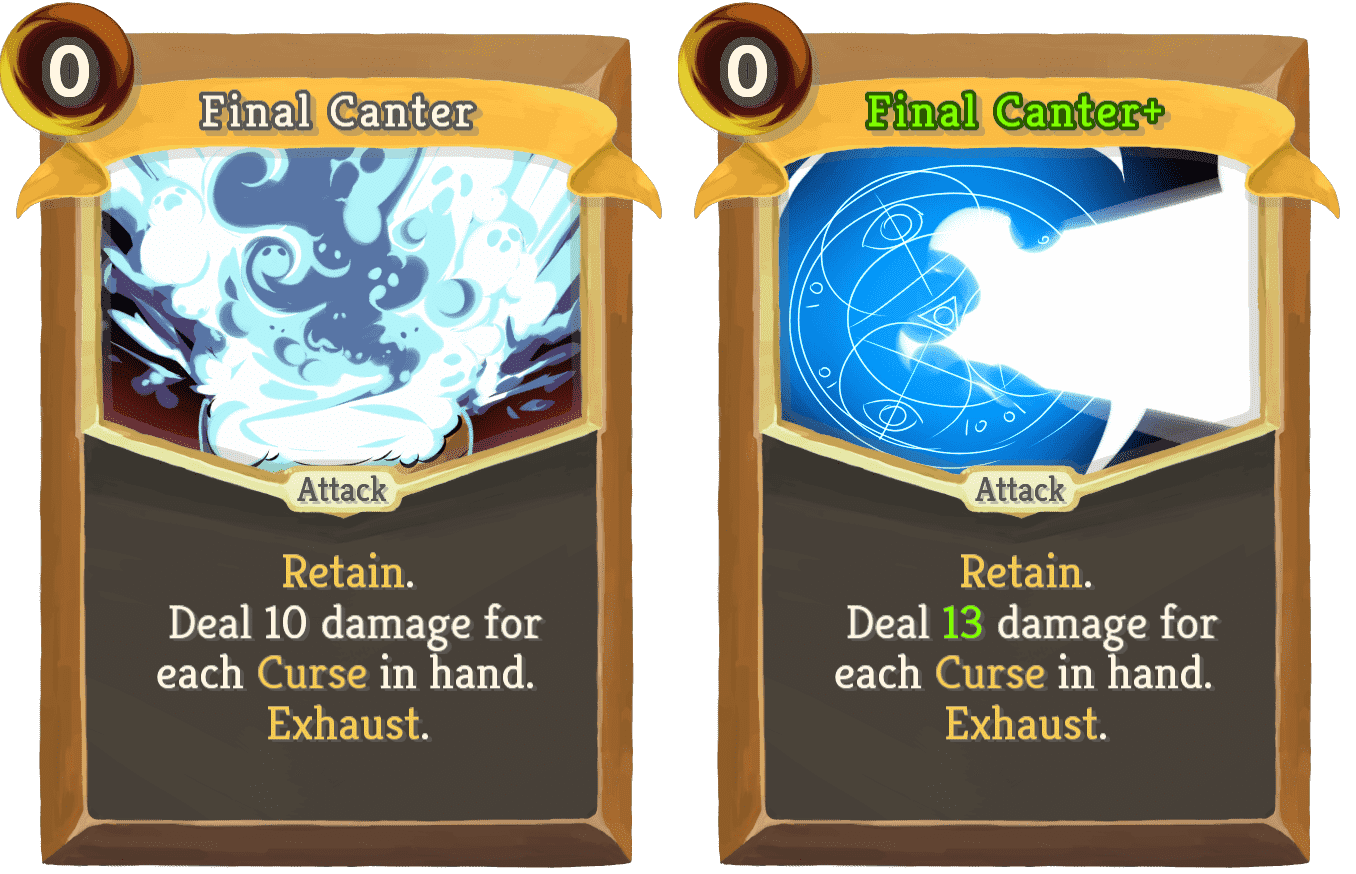 0
Final Canter
Attack
Retain.
Deal 10 damage for
each Curse in hand.
Exhaust.
0
Final Canter+
Attack
Retain.
Deal 13 damage for
each Curse in hand.
Exhaust.